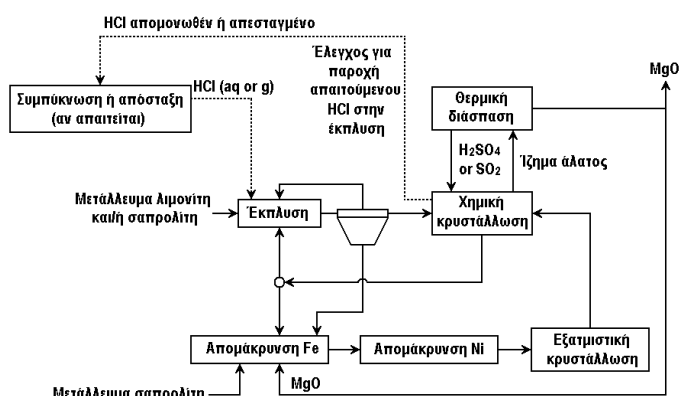 HCl απομονωθέν ή απεσταγμένο
Έλεγχος για
παροχή
απαιτούμενου
HCl στην
έκπλυση
MgO
HCl (aq or g)
Συμπύκνωση ή απόσταξη
(αν απαιτείται)
Θερμική
διάσπαση
H₂SO₄
or SO₂
Ίζημα άλατος
Μετάλλευμα λιμονίτη
και/ή σαπρολίτη
Έκπλυση
Χημική
κρυστάλλωση
Απομάκρυνση Fe
Απομάκρυνση Ni
Εξατμιστική
κρυστάλλωση
MgO
Μετάλλευμα σαπρολίτη